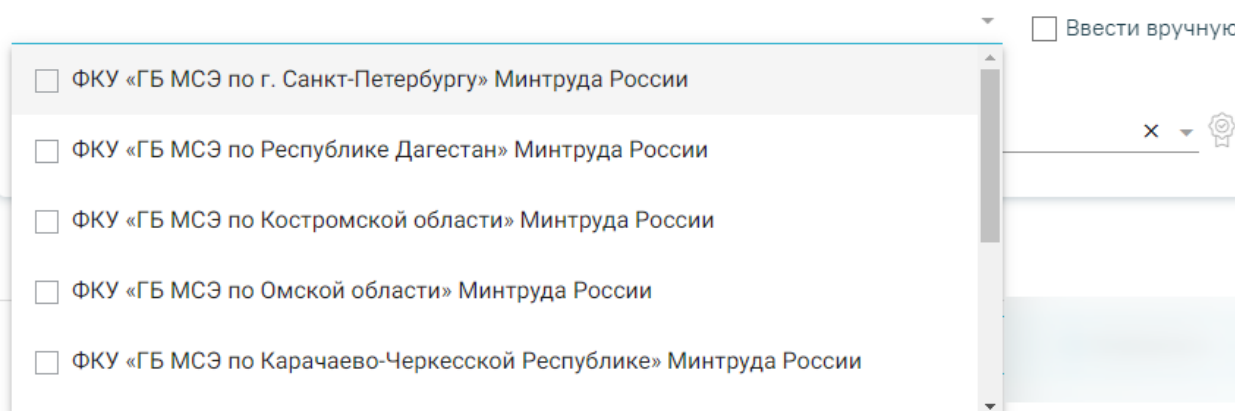 Ввести вручную
ФКУ «ГБ МСЭ по г. Санкт-Петербургу» Минтруда России
ФКУ «ГБ МСЭ по Республике Дагестан» Минтруда России
ФКУ «ГБ МСЭ по Костромской области» Минтруда России
ФКУ «ГБ МСЭ по Омской области» Минтруда России
ФКУ «ГБ МСЭ по Карачаево-Черкесской Республике» Минтруда России